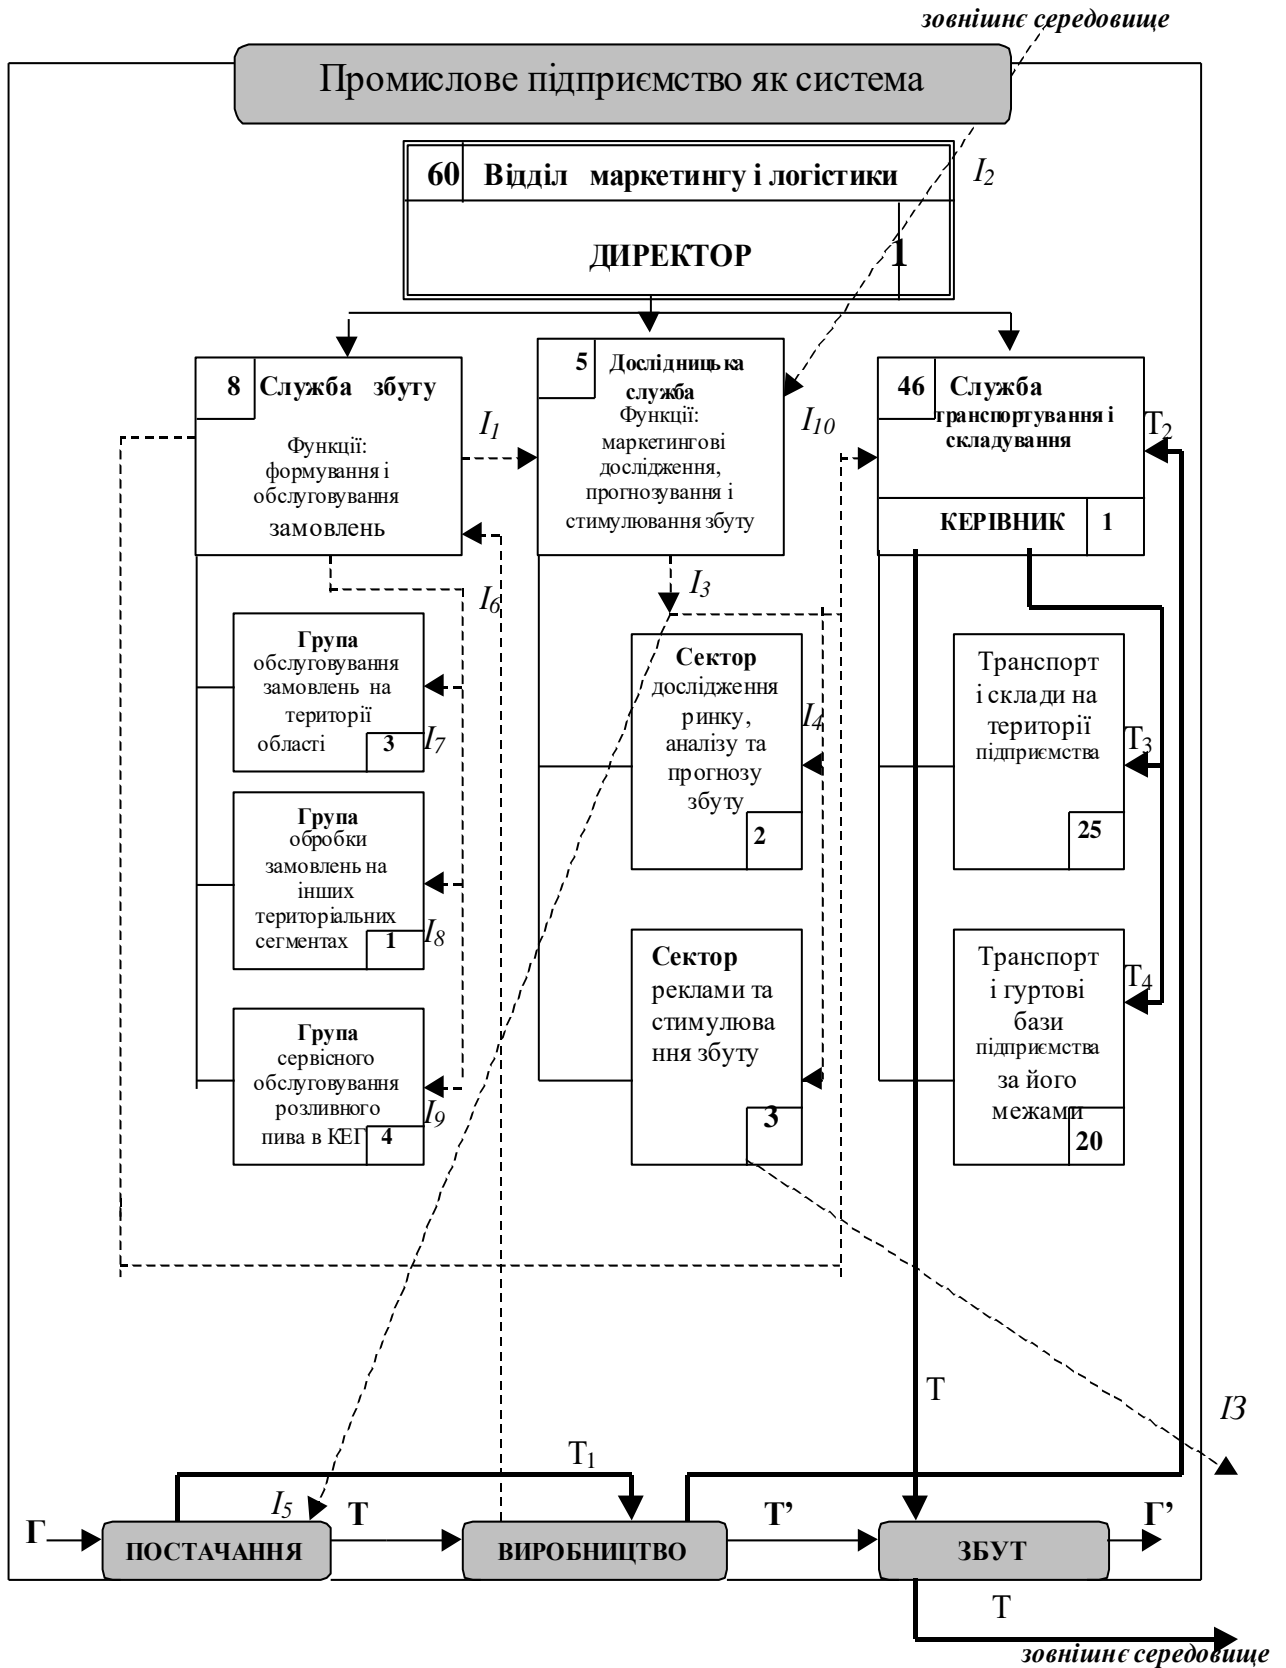 зовнішнє середовище
Промислове підприємство як система
60 Відділ маркетингу і логістики
I2
ДИРЕКТОР 1
8 Служба збуту
Функції:
формування і
обслуговування
замовлень
I1
5 Дослідницька
служба
Функції:
маркетингові
дослідження,
прогнозування і
стимулювання збуту
I10
46 Служба
транспортування і
складування
КЕРІВНИК 1
T2
I6
I3
Група
обслуговування
замовлень на
території
області 3
I7
Група
обробки
замовлень на
інших
територіальних
сегментах 1
I8
Група
сервісного
обслуговування
розливного
пива в КЕГ 4
I9
Сектор
дослідження
ринку,
аналізу та
прогнозу
збуту
2
I4
Сектор
реклами та
стимулюва
ння збуту
3
Транспорт
і склади на
території
підприємства
25
T3
Транспорт
і гуртові
бази
підприємства
за його
межами
20
T4
Т
ІЗ
T1
I5
Г
ПОСТАЧАННЯ
Т
ВИРОБНИЦТВО
Т’
ЗБУТ
Г’
Т
зовнішнє середовище